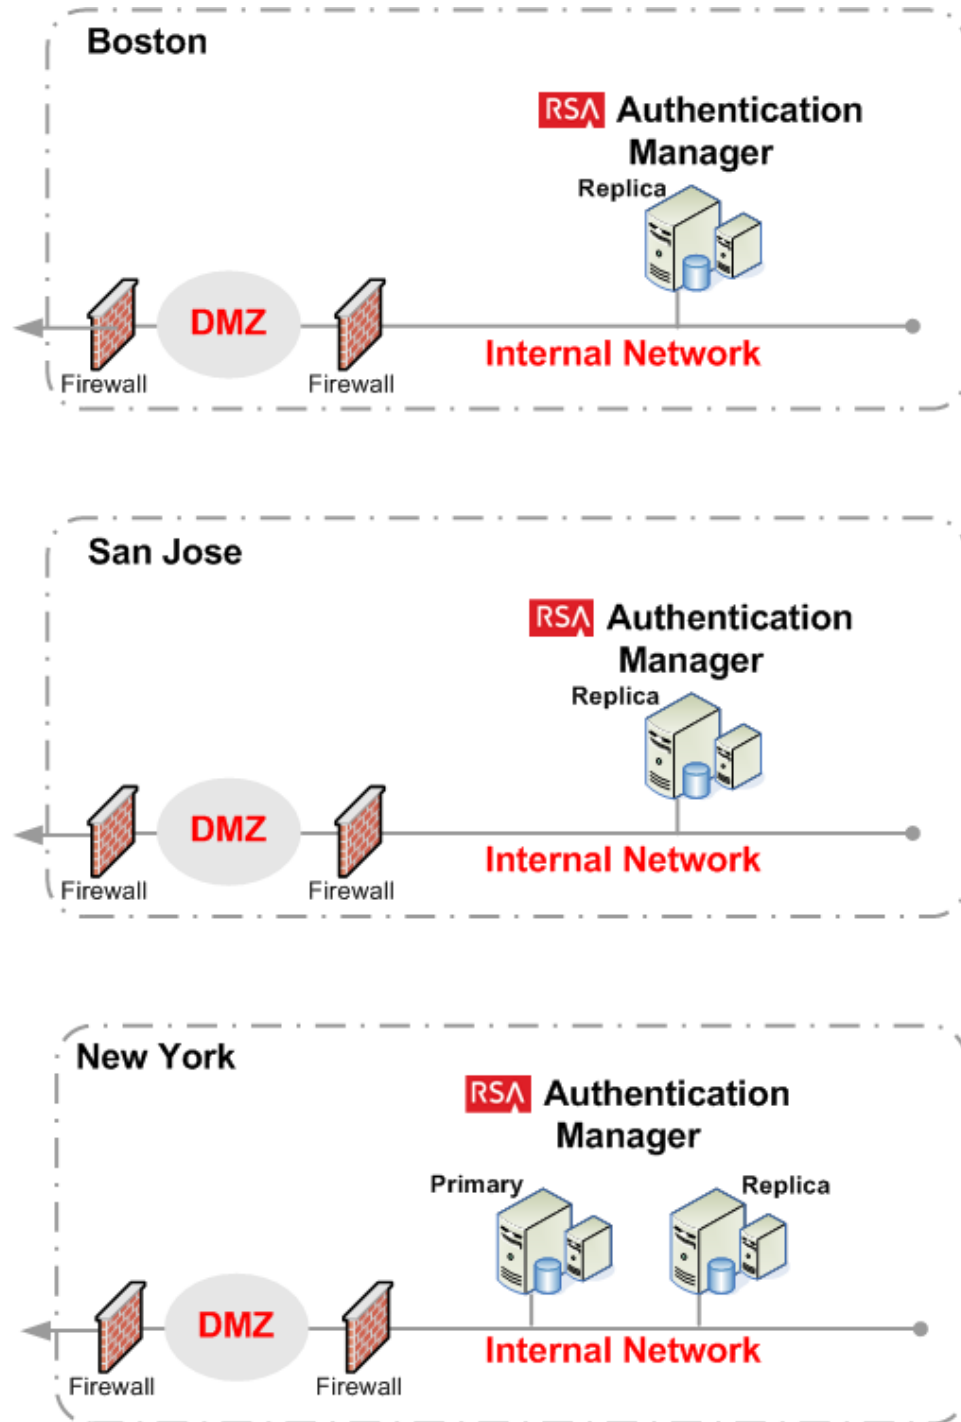 Boston
RSA Authentication
Manager
Replica
DMZ
Internal Network
Firewall
Firewall
San Jose
RSA Authentication
Manager
Replica
DMZ
Internal Network
Firewall
Firewall
New York
RSA Authentication
Manager
Primary
Replica
DMZ
Internal Network
Firewall
Firewall